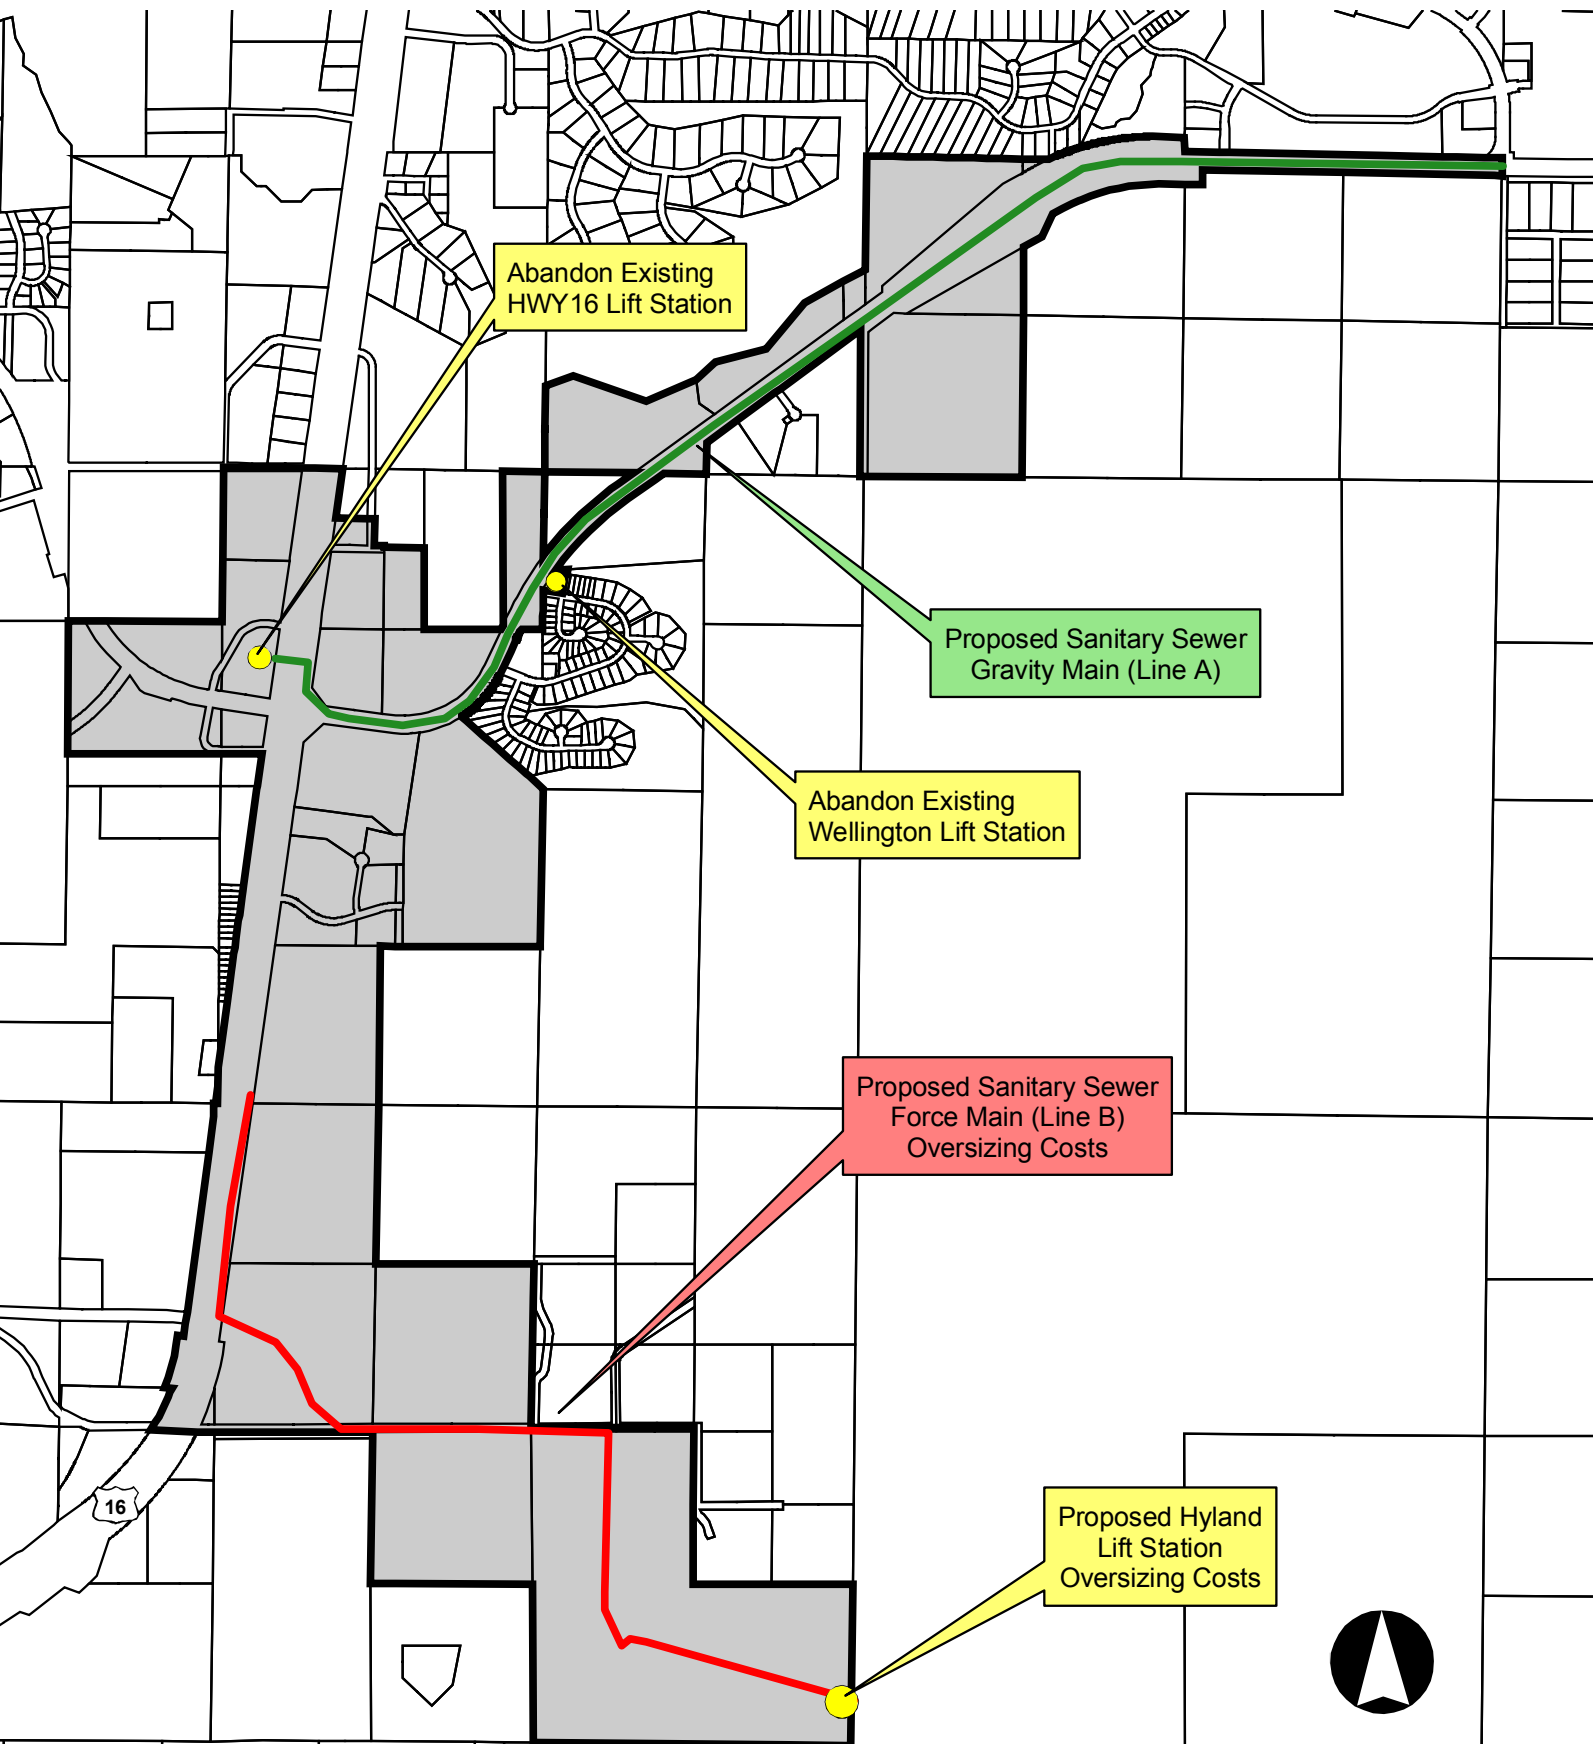 Abandon Existing
HWY16 Lift Station
Proposed Sanitary Sewer
Gravity Main (Line A)
Abandon Existing
Wellington Lift Station
Proposed Sanitary Sewer
Force Main (Line B)
Oversizing Costs
Proposed Hyland
Lift Station
Oversizing Costs
16